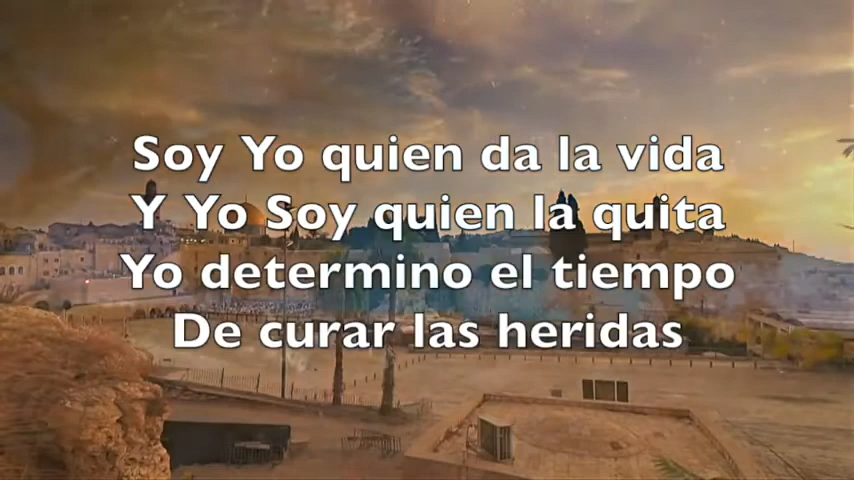 Soy Yo quien da la vida
Y Yo Soy quien la quita
Yo determino el tiempo
De curar las heridas